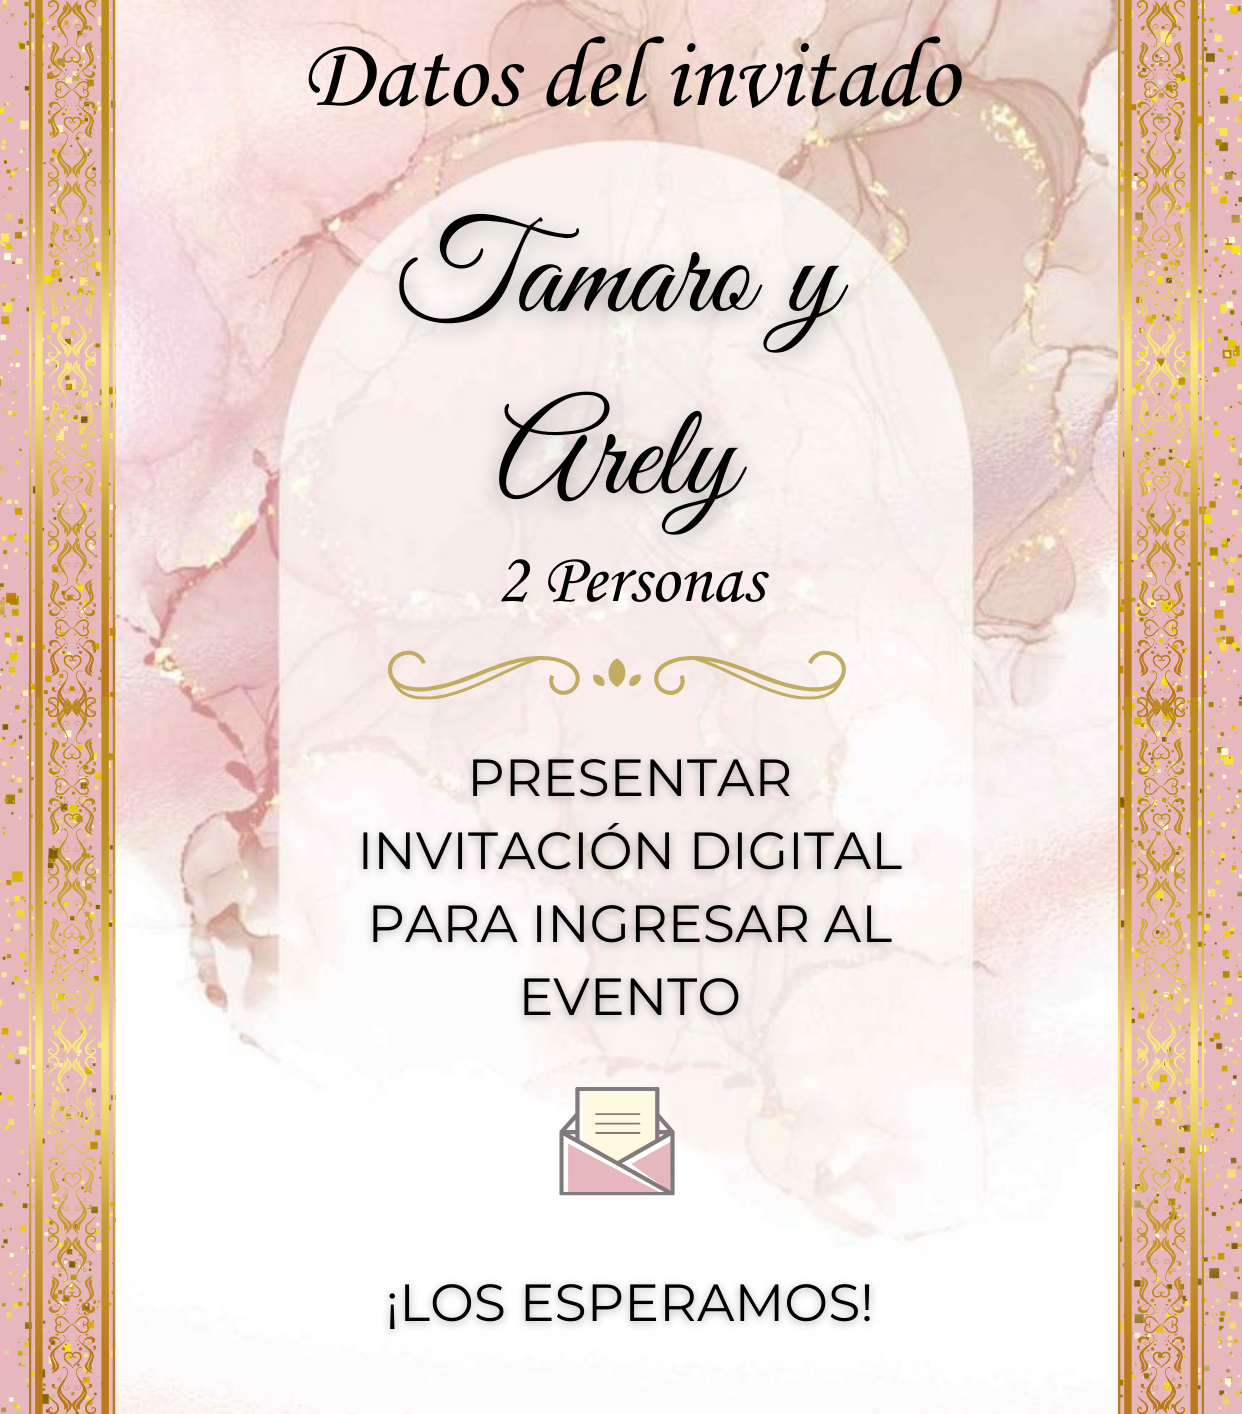 Datos del invitado
Tamaro y
Arely
2 Personas
PRESENTAR
INVITACIÓN DIGITAL
PARA INGRESAR AL
EVENTO
¡LOS ESPERAMOS!